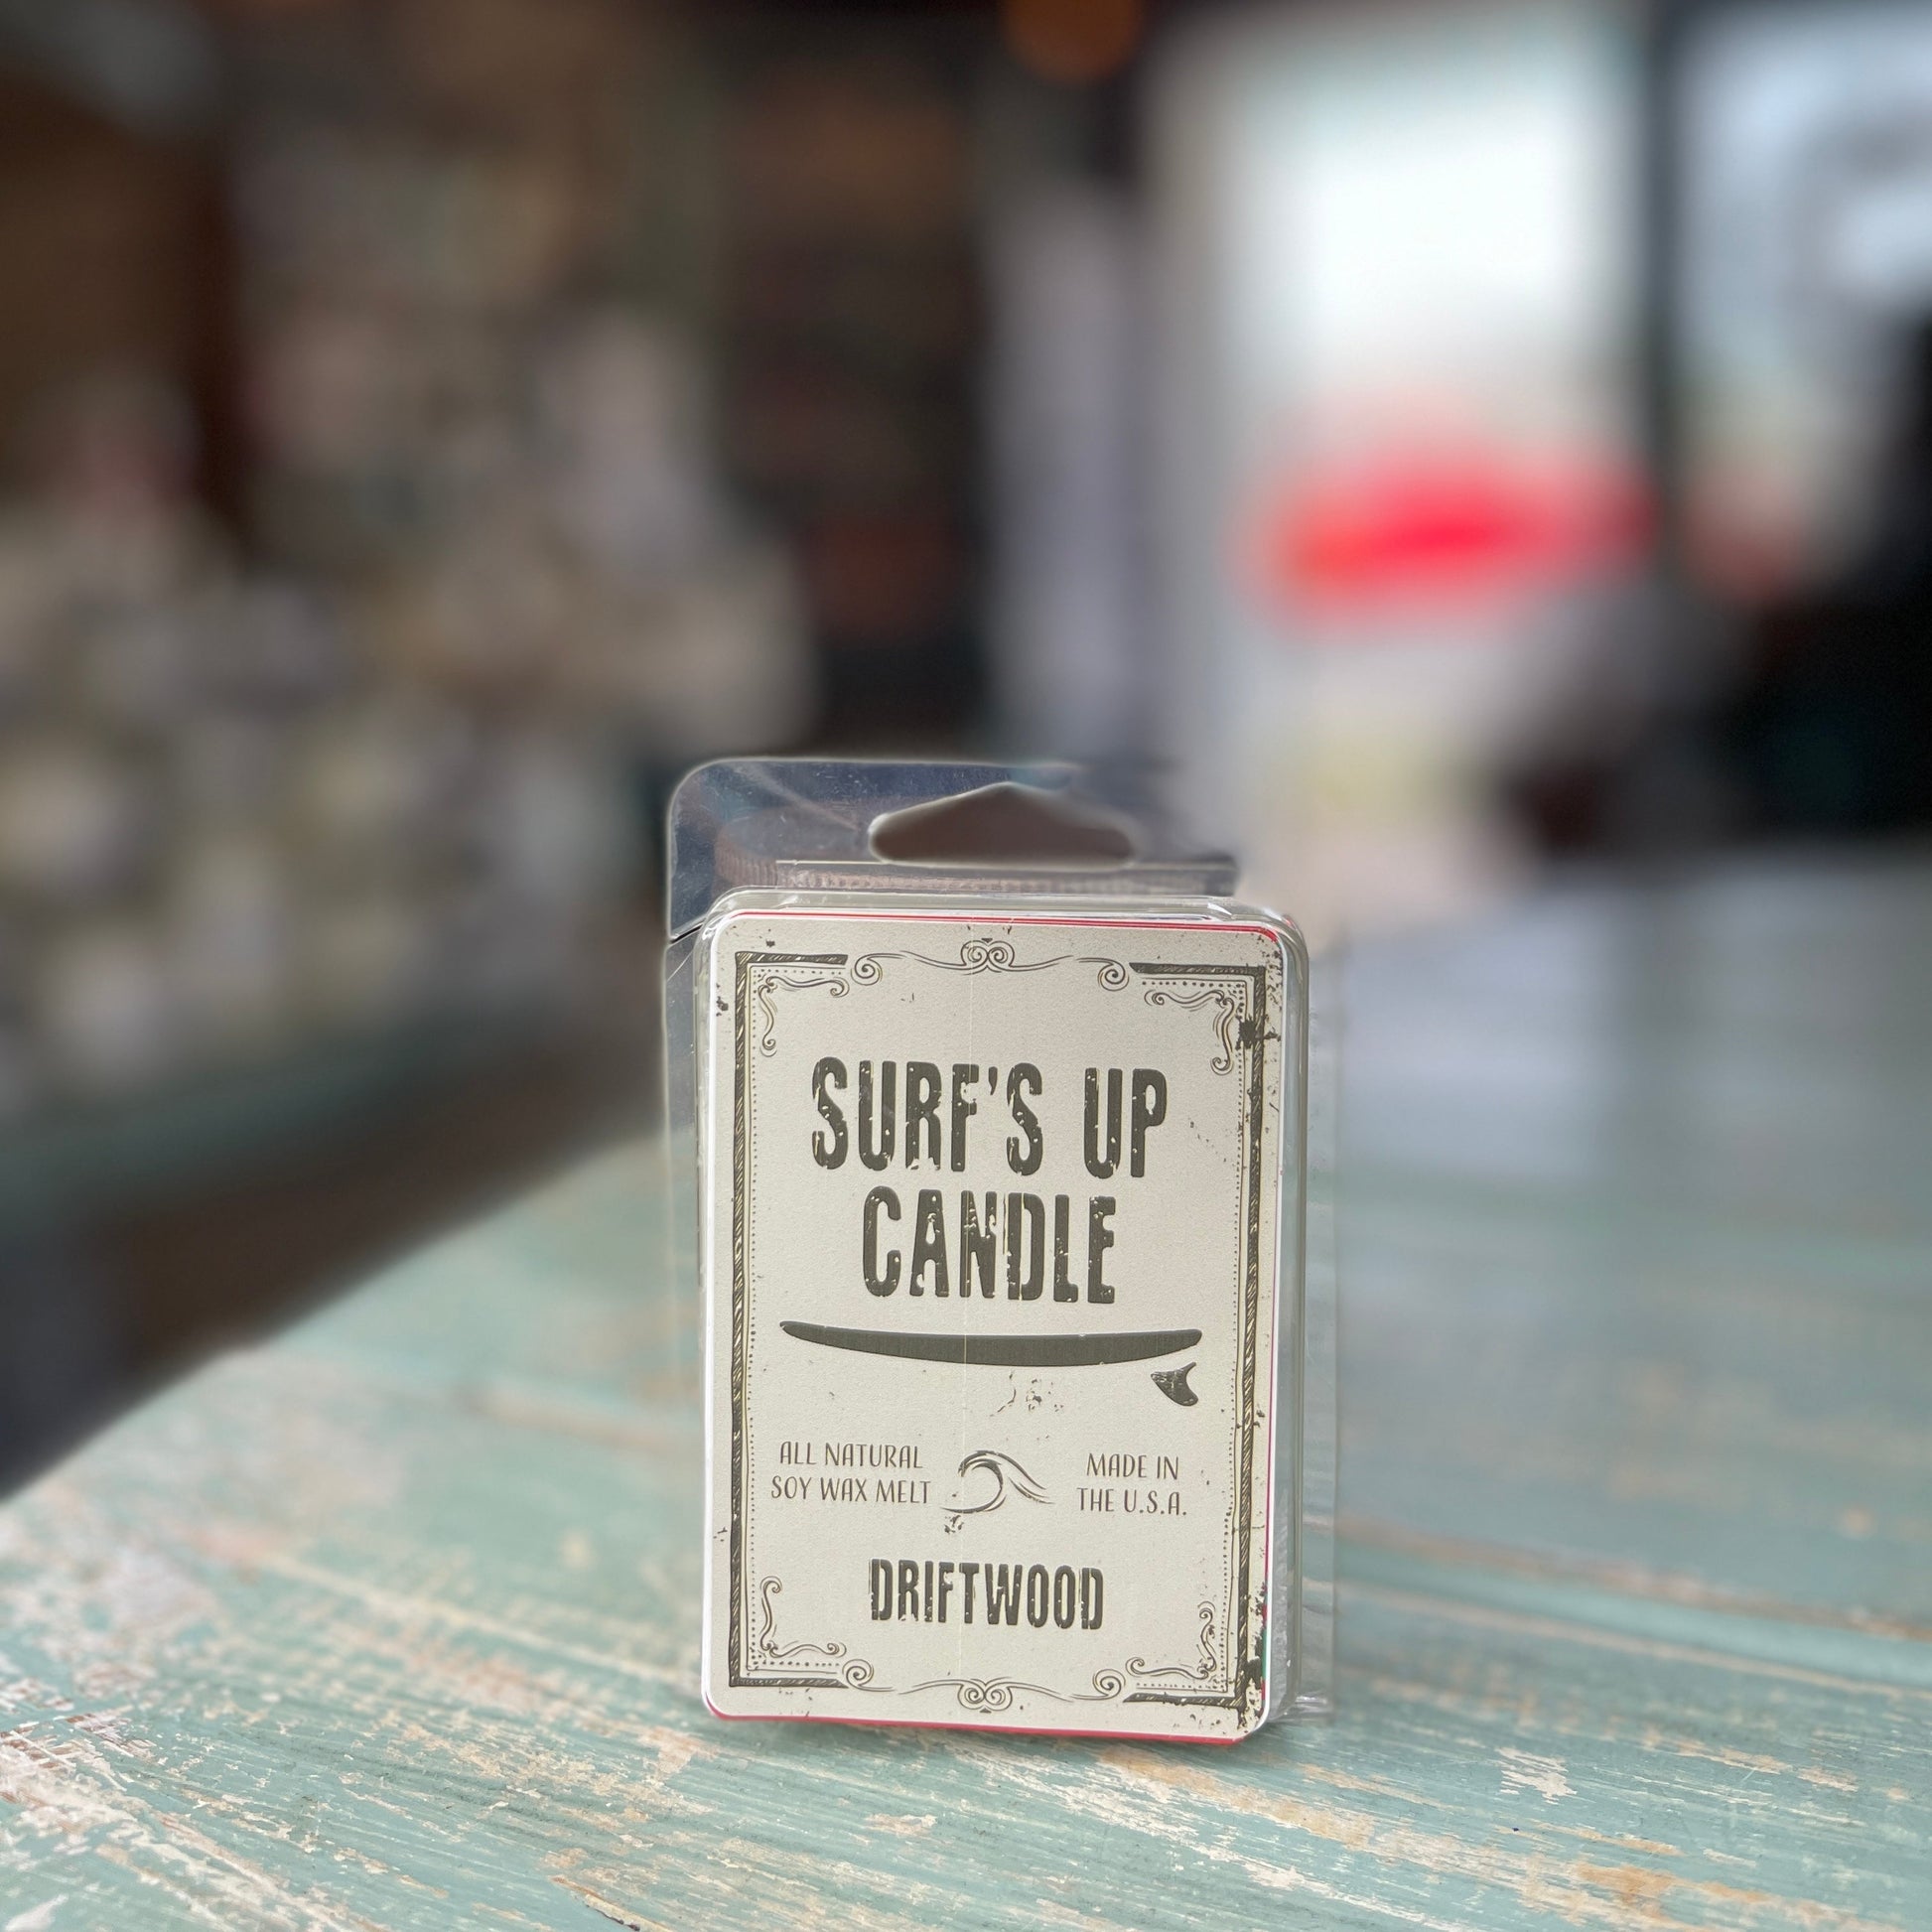 SURF'S UP
CANDLE
ALL NATURAL
SOY WAX MELT
MADE IN
THE U.S.A.
DRIFTWOOD